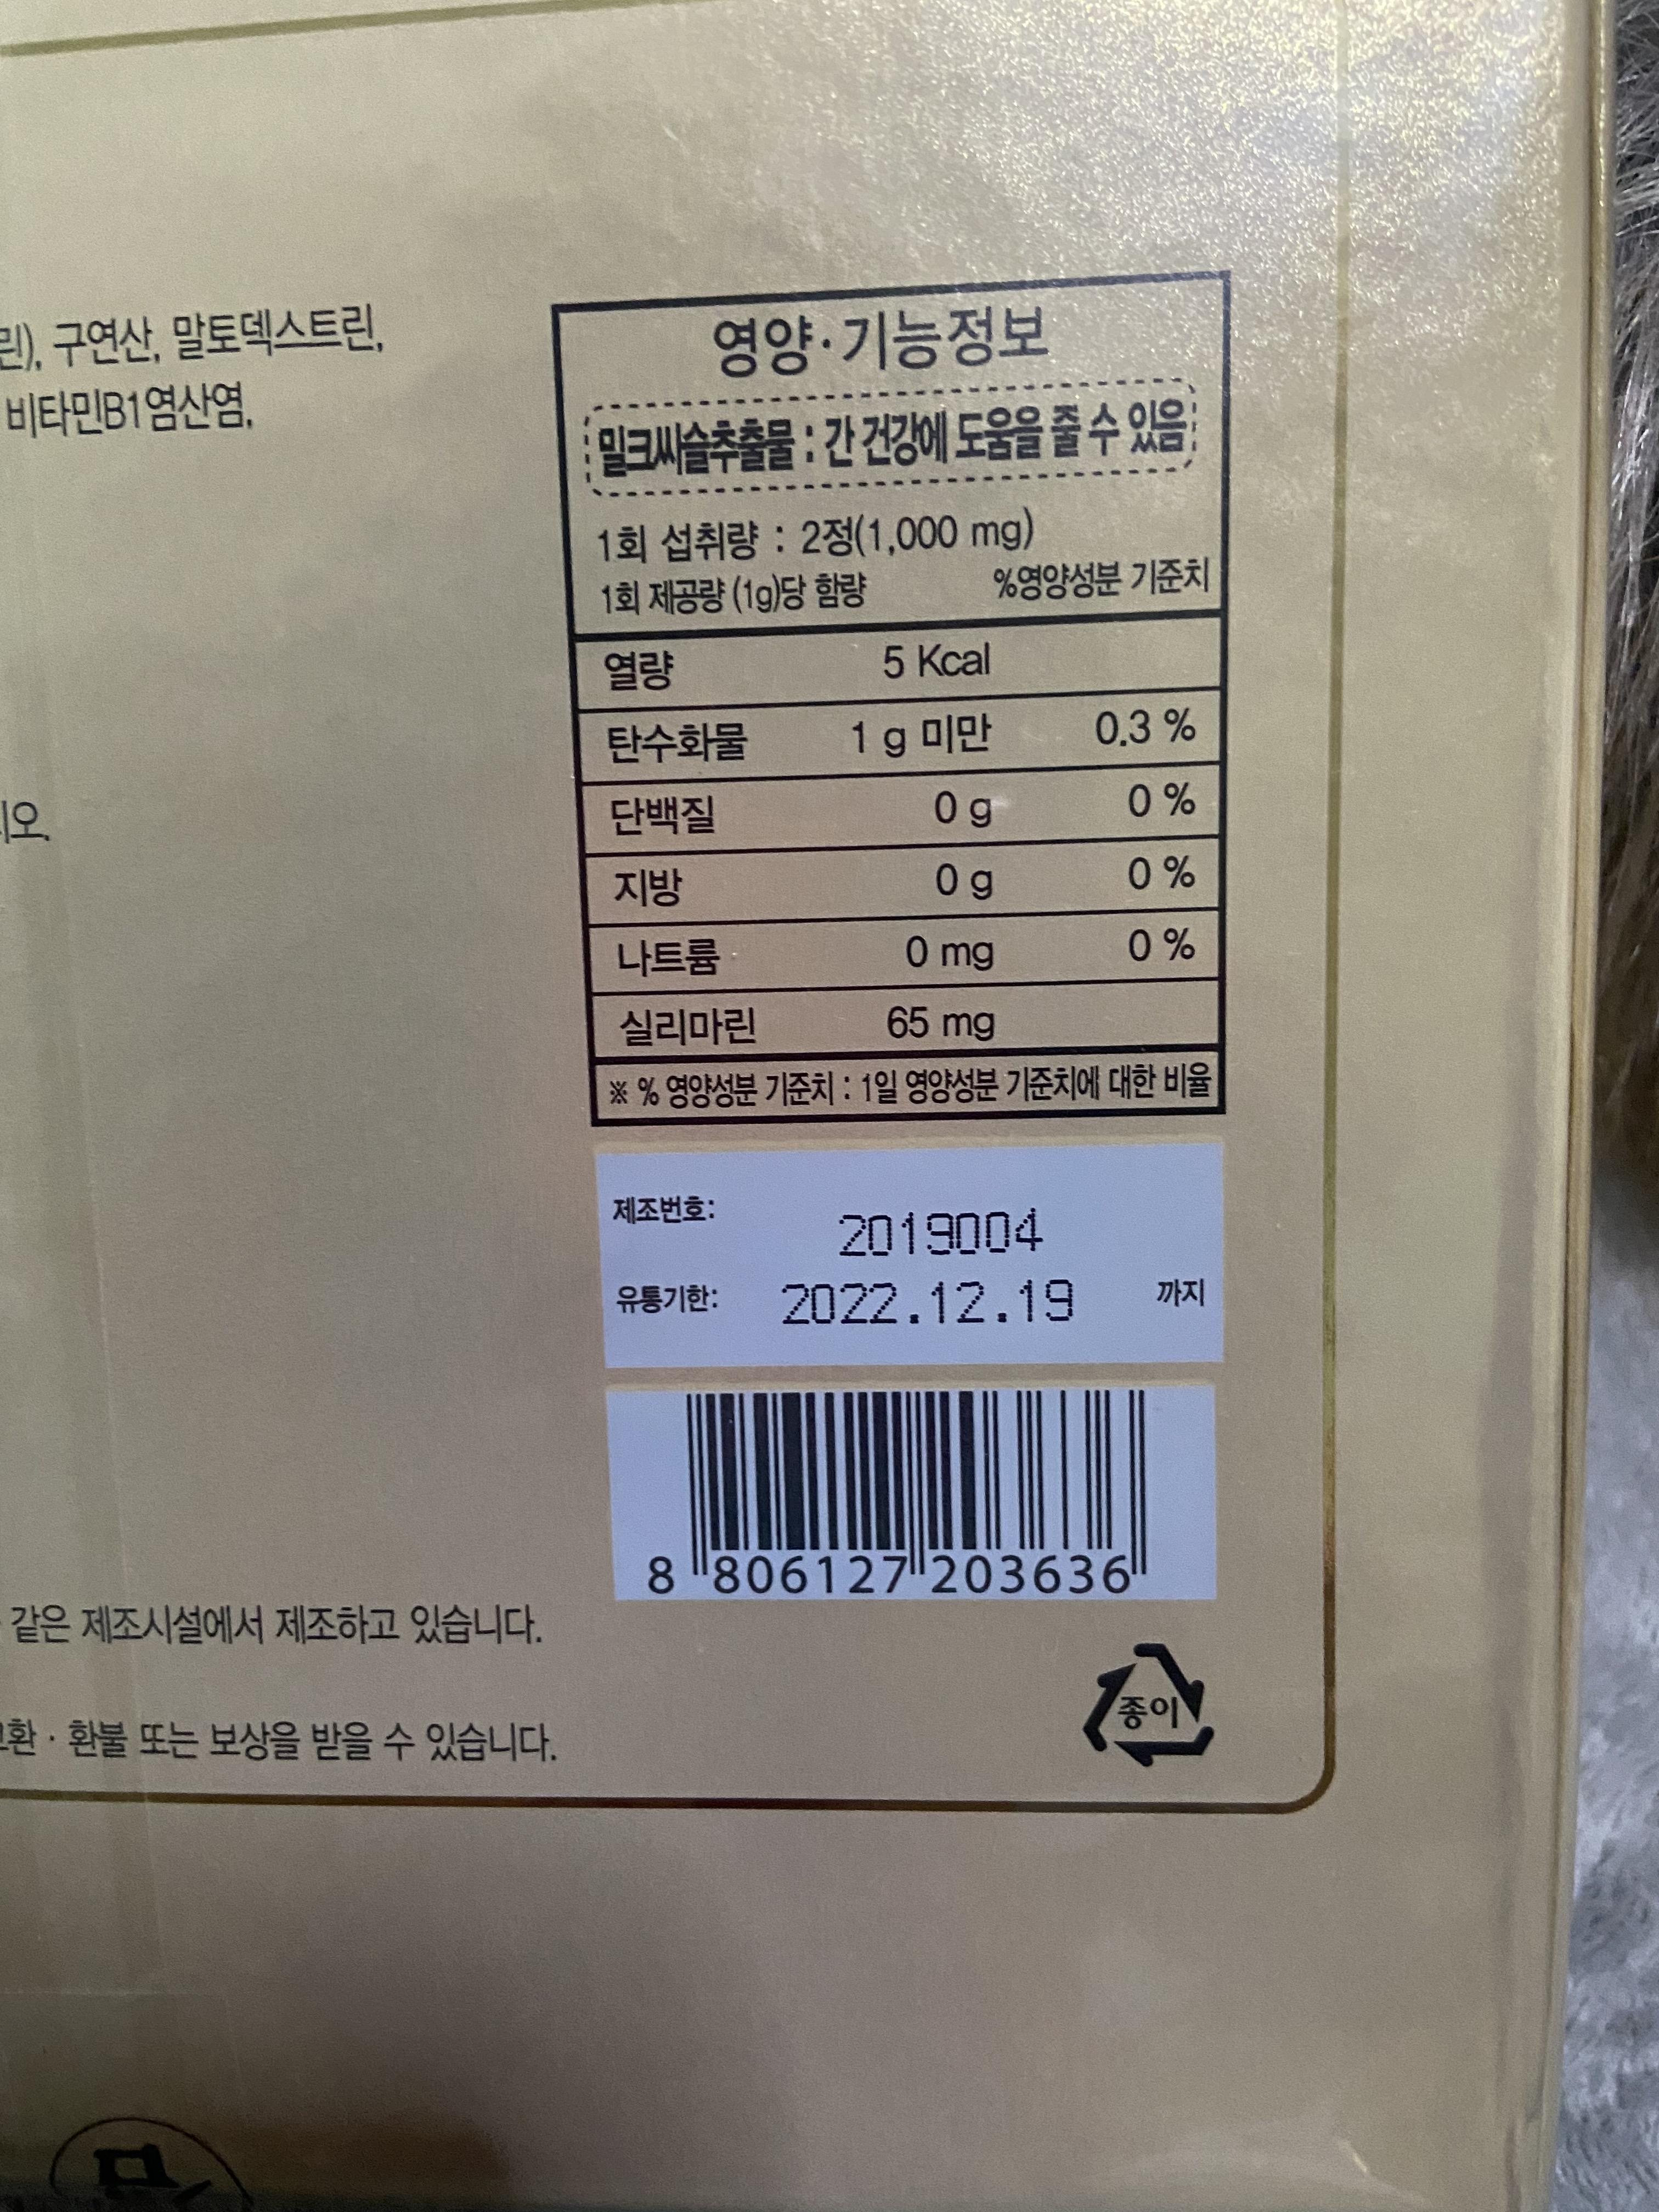 구연산, 말토덱스트린,
비타민B1염산염,
영양·기능정보
밀크씨슬추출물 : 간 건강에 도움을 줄 수 있음
1회 섭취량 : 2정(1,000 mg)
1회 제공량 (1g)당 함량 %영양성분 기준치
열량 5 Kcal
탄수화물 1 g 미만 0.3 %
단백질 0 g 0 %
지방 0 g 0 %
나트륨 0 mg 0 %
실리마린 65 mg
※ % 영양성분 기준치 : 1일 영양성분 기준치에 대한 비율
제조번호: 2019004
유통기한: 2022.12.19 까지
8 806127 203636
같은 제조시설에서 제조하고 있습니다.
· 환불 또는 보상을 받을 수 있습니다.
종이